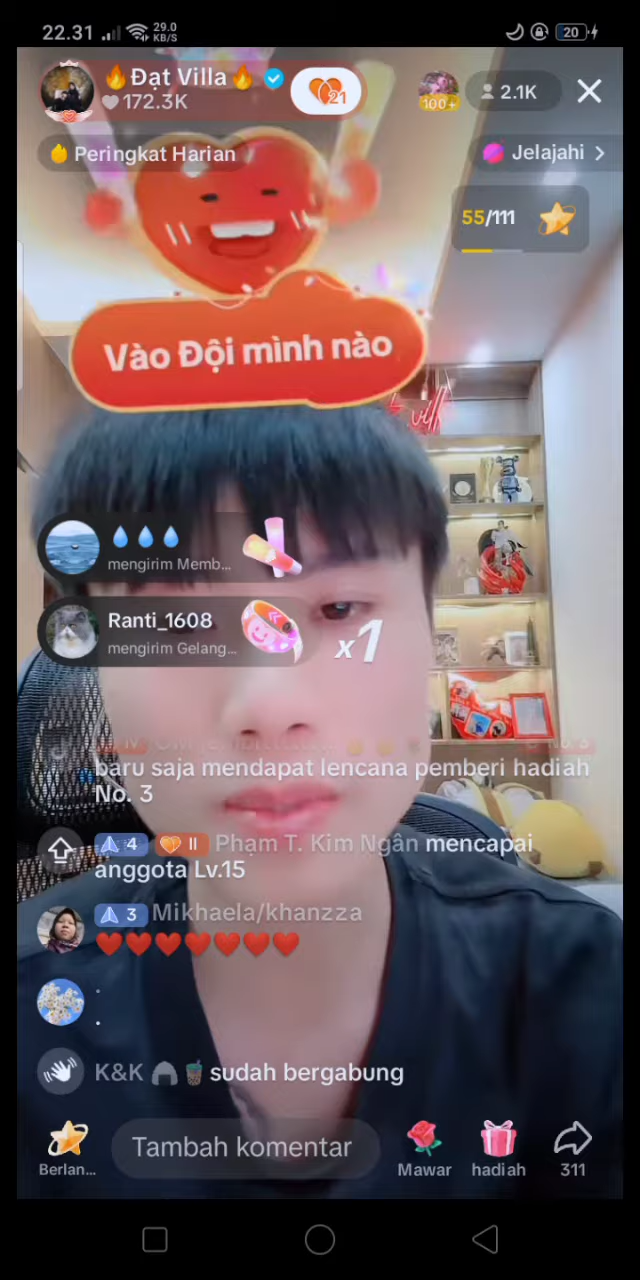 22.31
29.0
KB/S
20
🔥Đạt Villa🔥
172.3K
21
100+
2.1K
Peringkat Harian
Jelajahi
55/111
Vào Đội mình nào
💧💧💧
mengirim Memb...
Ranti_1608
mengirim Gelang...
x1
baru saja mendapat lencana pemberi hadiah
No. 3
4 II Phạm T. Kim Ngân mencapai
anggota Lv.15
3 Mikhaela/khanzza
❤️❤️❤️❤️❤️❤️❤️
.
.
K&K 🍙🧋 sudah bergabung
Berlan...
Tambah komentar
Mawar
hadiah
311